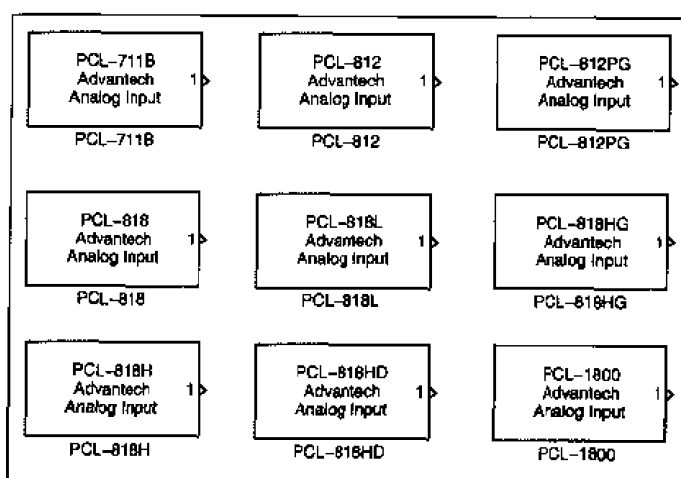 PCL-711B
Advantech
Analog Input
1
PCL-711B
PCL-812
Advantech
Analog Input
1
PCL-812
PCL-812PG
Advantech
Analog Input
1
PCL-812PG
PCL-818
Advantech
Analog Input
1
PCL-818
PCL-818L
Advantech
Analog Input
1
PCL-818L
PCL-818HG
Advantech
Analog Input
1
PCL-818HG
PCL-818H
Advantech
Analog Input
1
PCL-818H
PCL-818HD
Advantech
Analog Input
1
PCL-818HD
PCL-1800
Advantech
Analog Input
1
PCL-1800